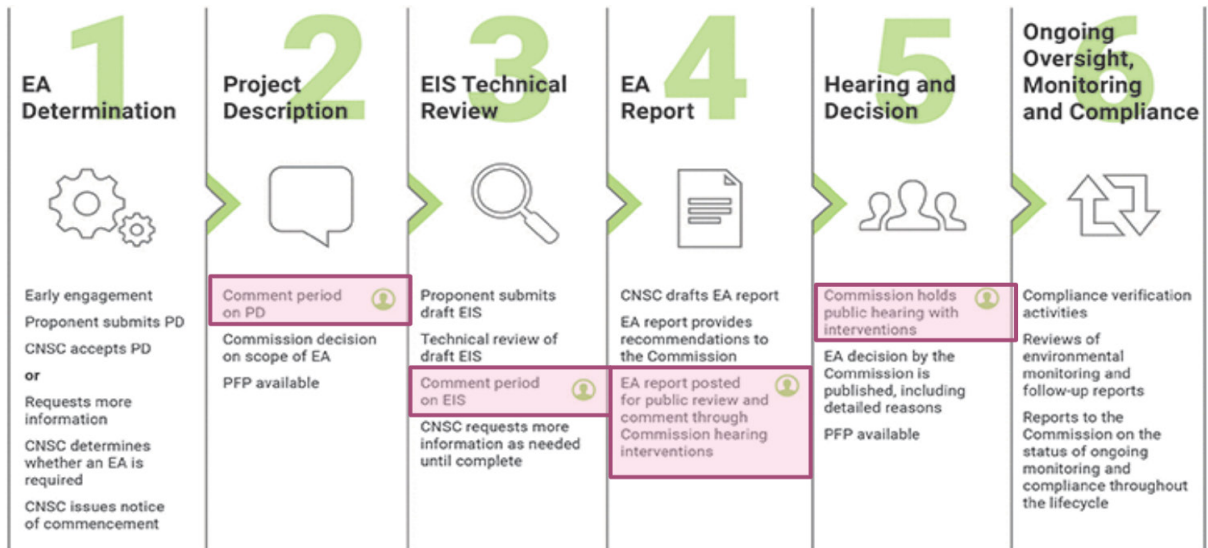 1
EA
Determination
Early engagement
Proponent submits PD
CNSC accepts PD
or
Requests more
information
CNSC determines
whether an EA is
required
CNSC issues notice
of commencement
2
Project
Description
Comment period
on PD
Commission decision
on scope of EA
PFP available
3
EIS Technical
Review
Proponent submits
draft EIS
Technical review of
draft EIS
Comment period
on EIS
CNSC requests more
information as needed
until complete
4
EA
Report
CNSC drafts EA report
EA report provides
recommendations to
the Commission
EA report posted
for public review and
comment through
Commission hearing
interventions
5
Hearing and
Decision
Commission holds
public hearing with
interventions
EA decision by the
Commission is
published, including
detailed reasons
PFP available
6
Ongoing
Oversight,
Monitoring
and Compliance
Compliance verification
activities
Reviews of
environmental
monitoring and
follow-up reports
Reports to the
Commission on the
status of ongoing
monitoring and
compliance throughout
the lifecycle